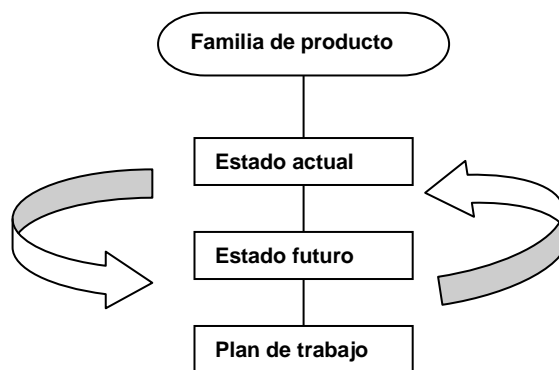 Familia de producto
Estado actual
Estado futuro
Plan de trabajo